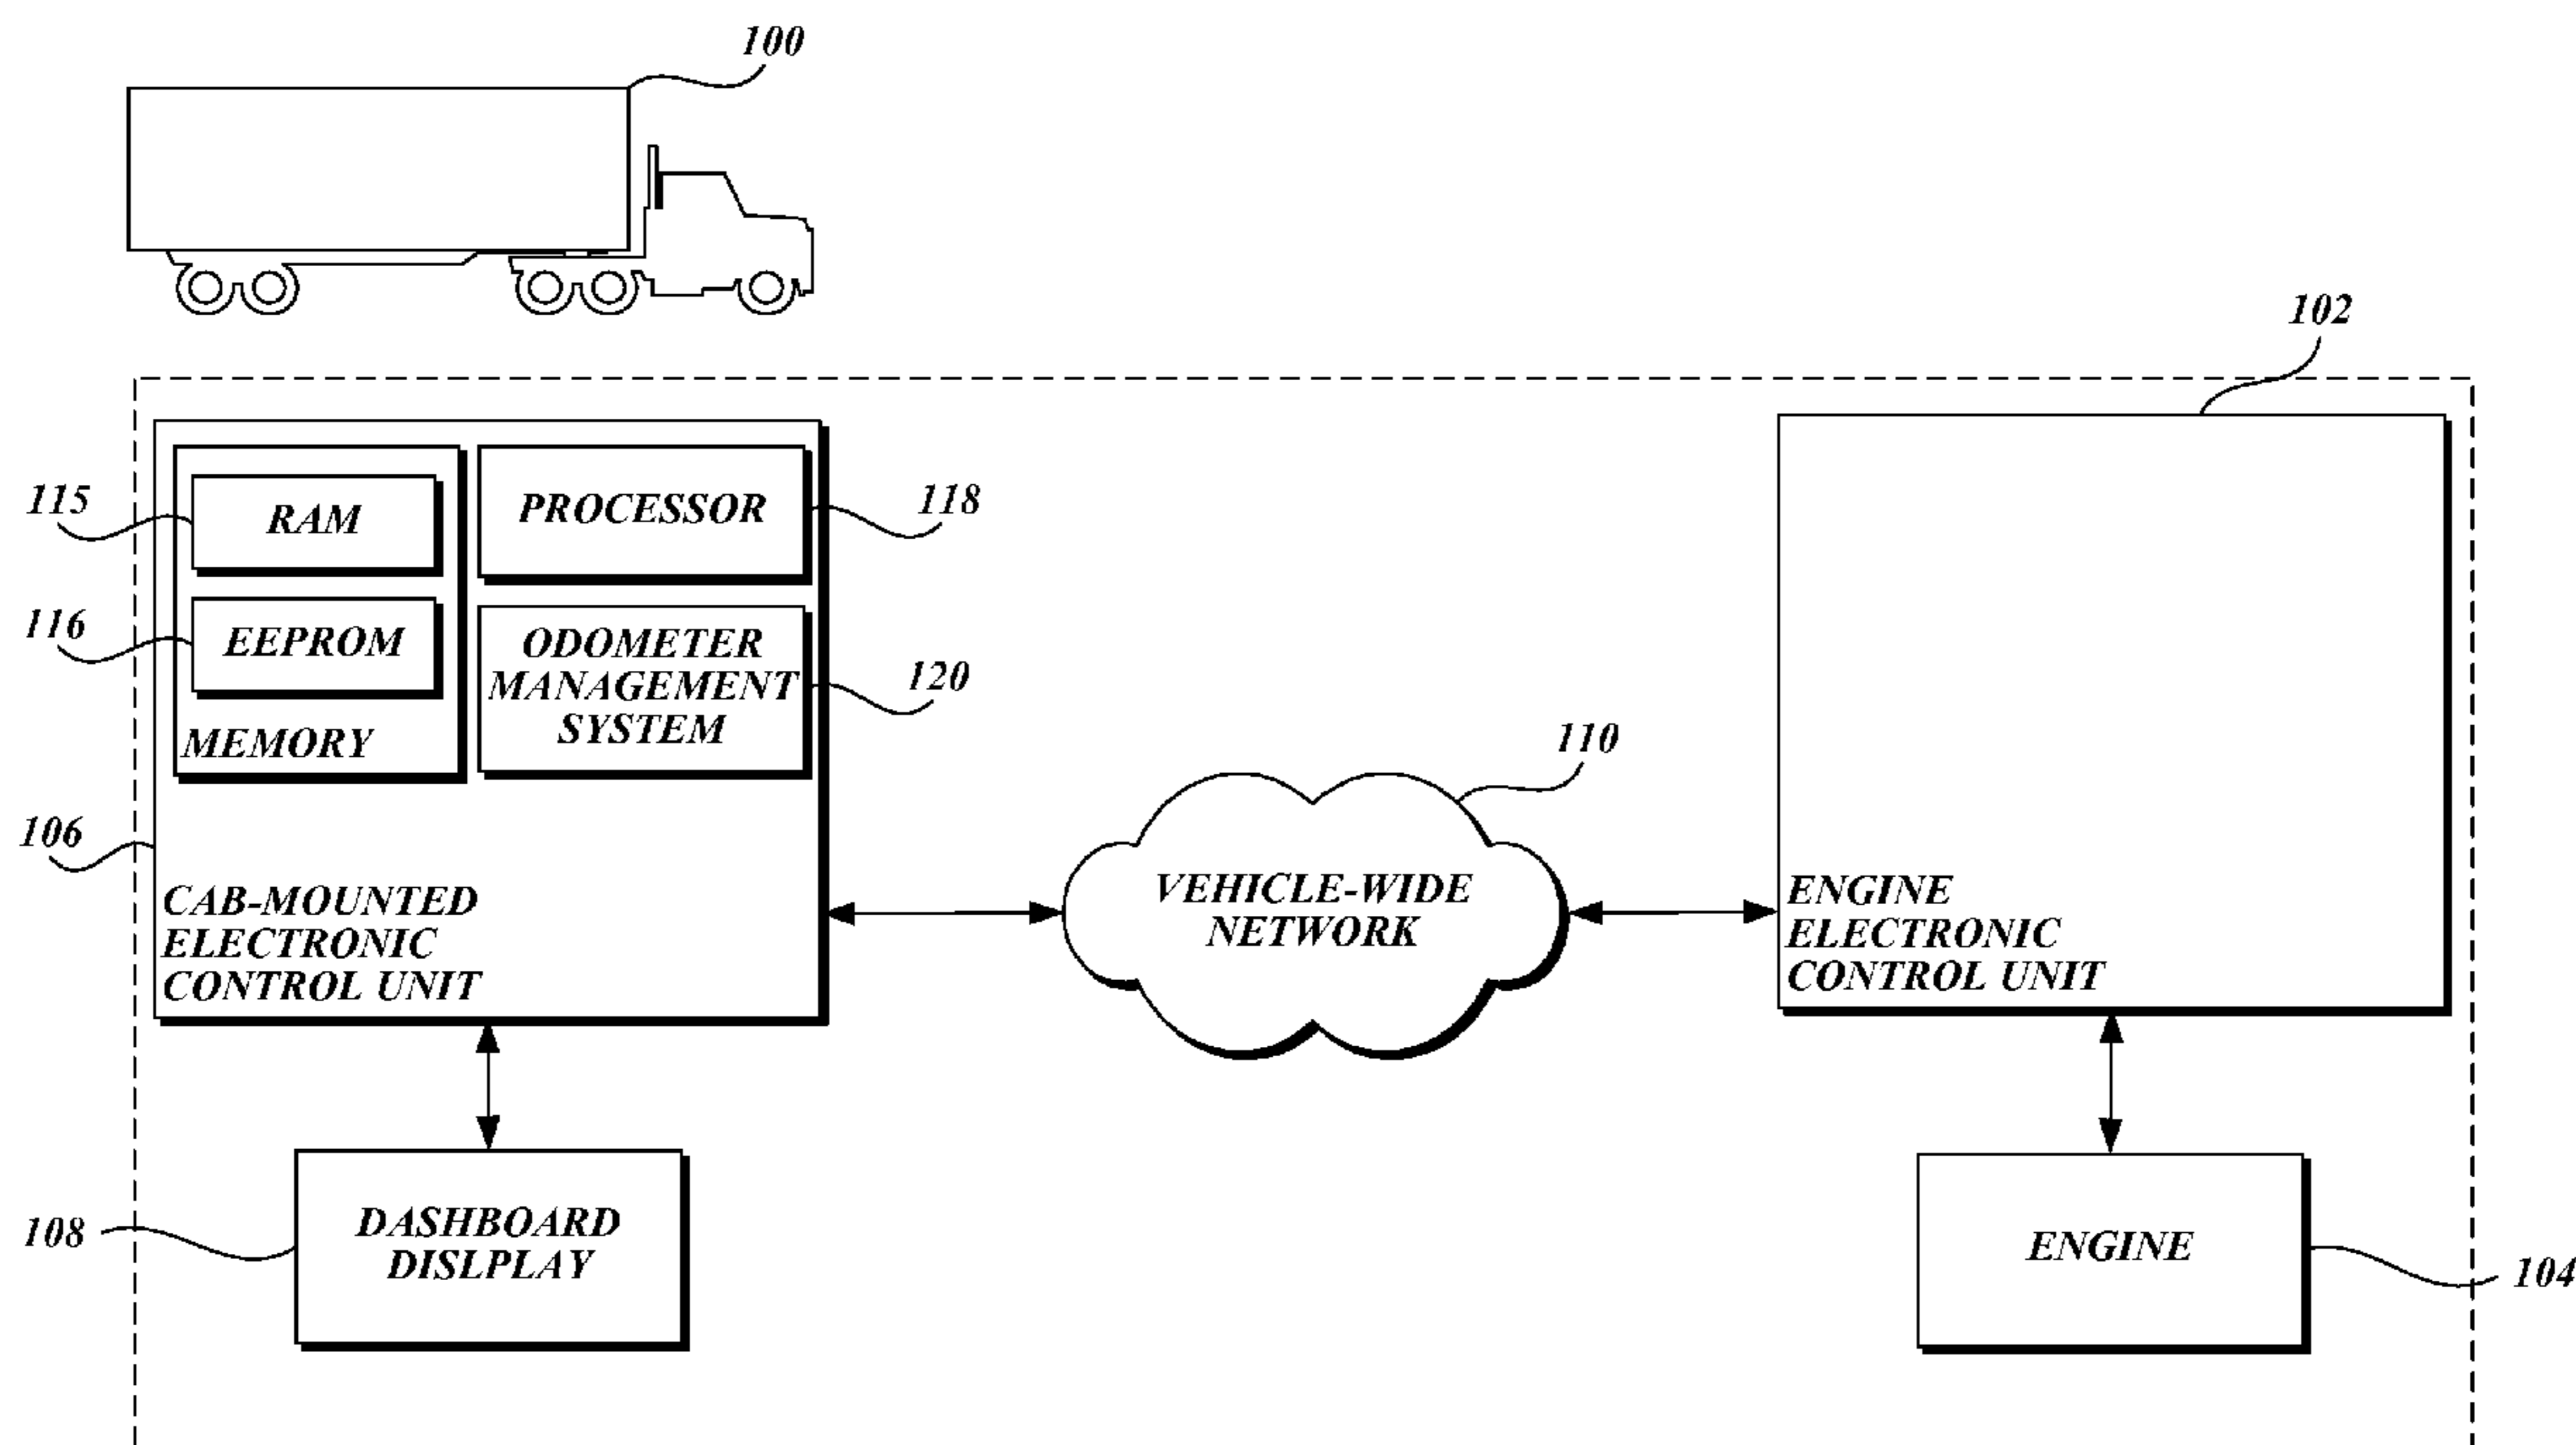 100
102
115
RAM
PROCESSOR
118
116
EEPROM
ODOMETER
MANAGEMENT
SYSTEM
120
MEMORY
110
106
CAB-MOUNTED
ELECTRONIC
CONTROL UNIT
VEHICLE-WIDE
NETWORK
ENGINE
ELECTRONIC
CONTROL UNIT
108
DASHBOARD
DISLPLAY
ENGINE
104